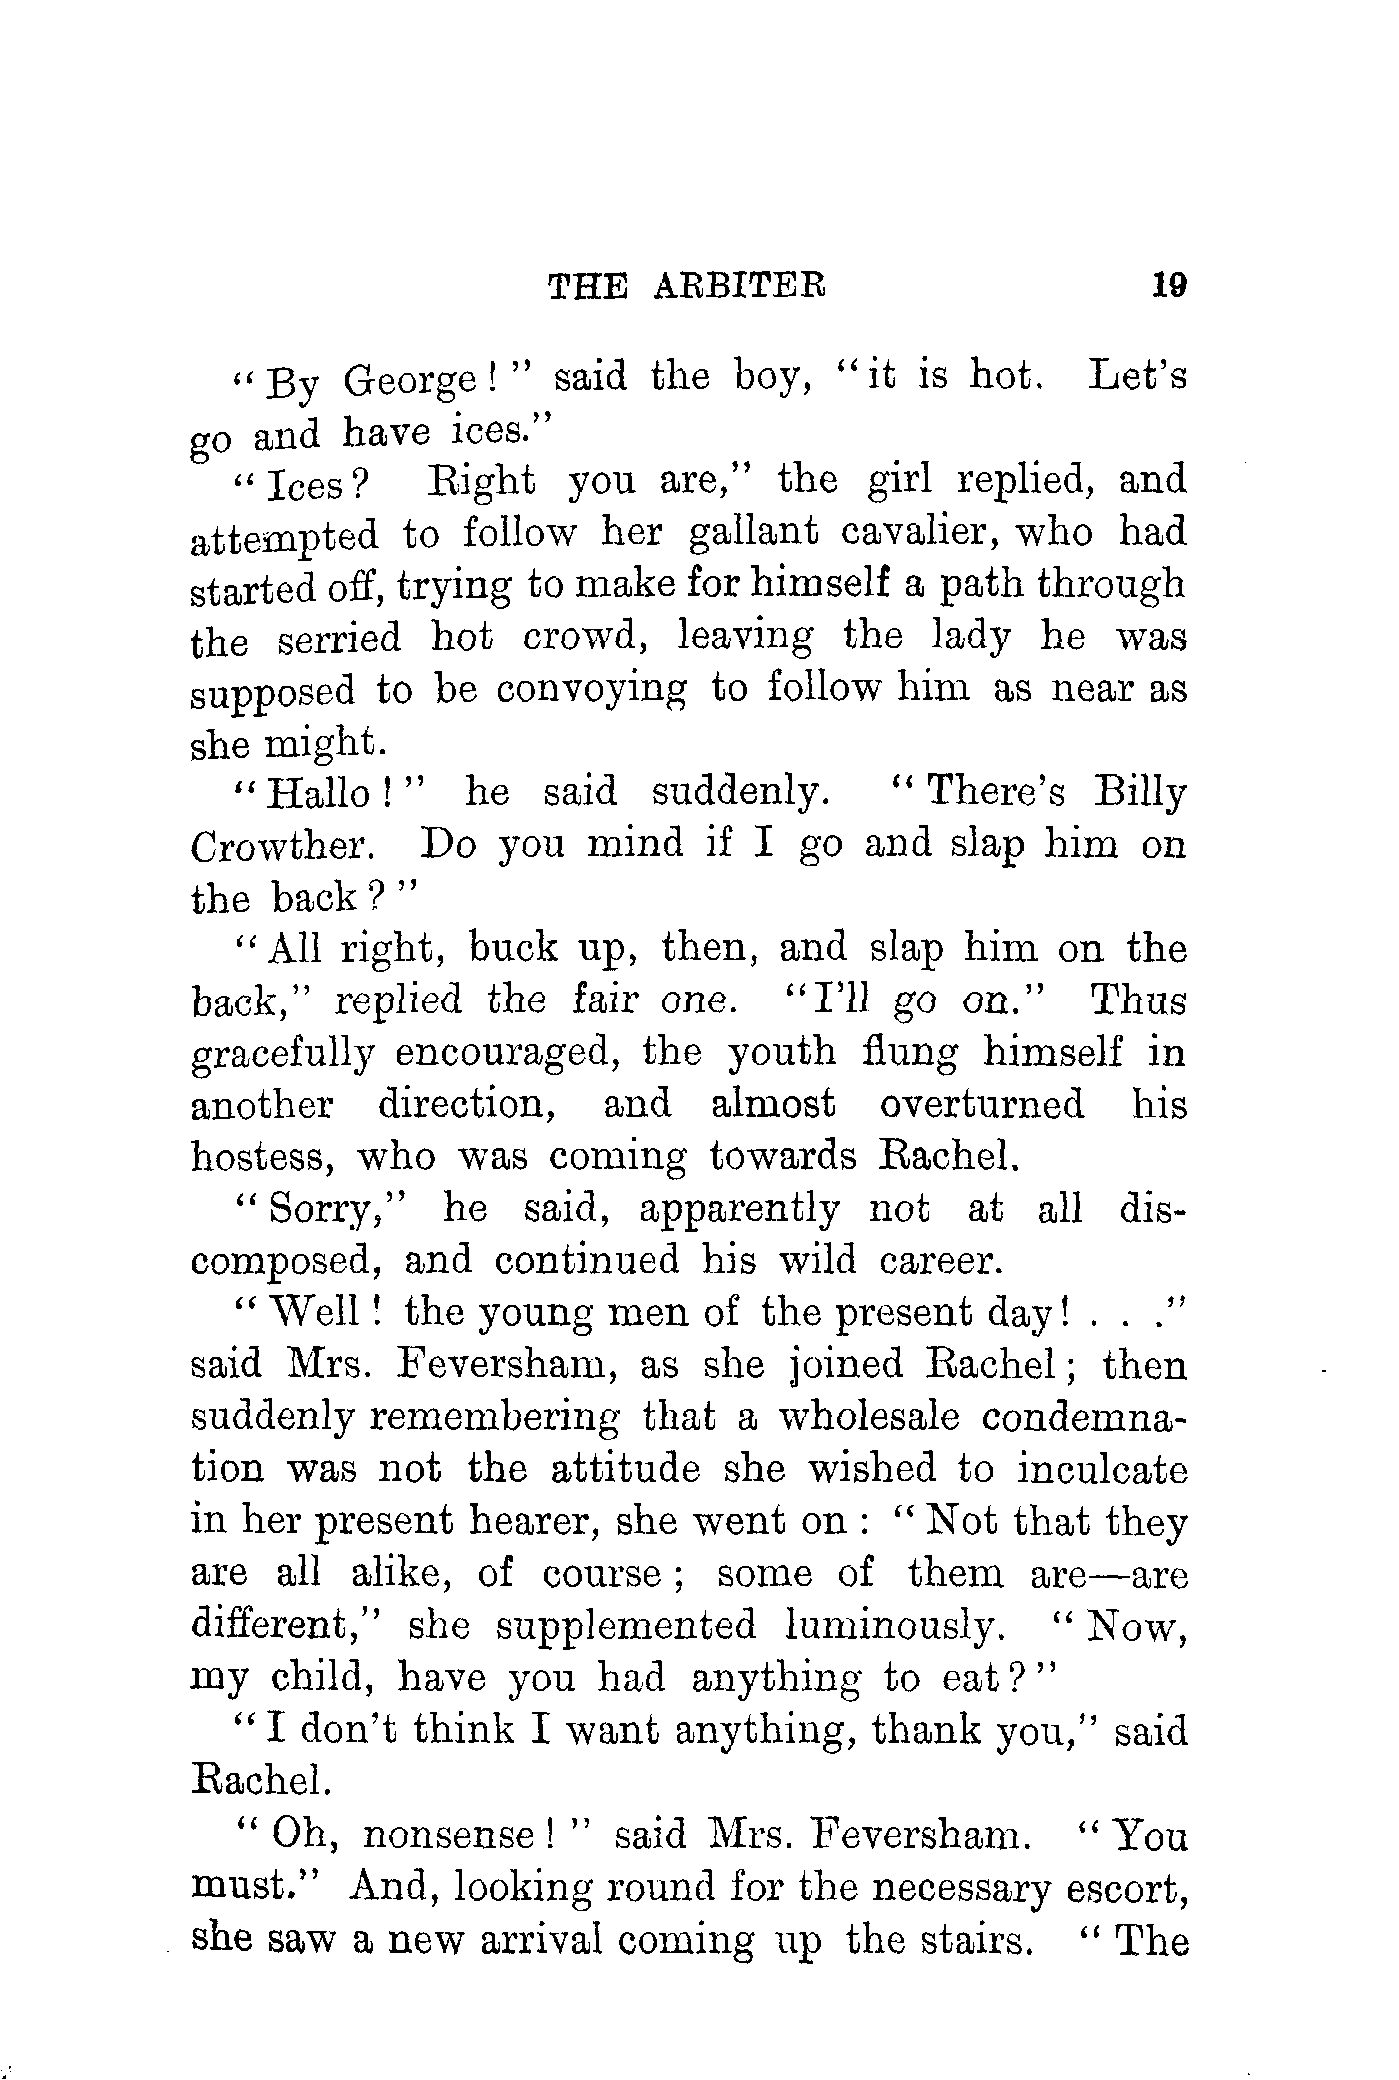 THE ARBITER 19
“By George!” said the boy, “it is hot. Let’s
go and have ices.”
“Ices? Right you are,” the girl replied, and
attempted to follow her gallant cavalier, who had
started off, trying to make for himself a path through
the serried hot crowd, leaving the lady he was
supposed to be convoying to follow him as near as
she might.
“Hallo!” he said suddenly. “There’s Billy
Crowther. Do you mind if I go and slap him on
the back?”
“All right, buck up, then, and slap him on the
back,” replied the fair one. “I’ll go on.” Thus
gracefully encouraged, the youth flung himself in
another direction, and almost overturned his
hostess, who was coming towards Rachel.
“Sorry,” he said, apparently not at all dis-
composed, and continued his wild career.
“Well! the young men of the present day! . . .”
said Mrs. Feversham, as she joined Rachel; then
suddenly remembering that a wholesale condemna-
tion was not the attitude she wished to inculcate
in her present hearer, she went on: “Not that they
are all alike, of course; some of them are—are
different,” she supplemented luminously. “Now,
my child, have you had anything to eat?”
“I don’t think I want anything, thank you,” said
Rachel.
“Oh, nonsense!” said Mrs. Feversham. “You
must.” And, looking round for the necessary escort,
she saw a new arrival coming up the stairs. “The